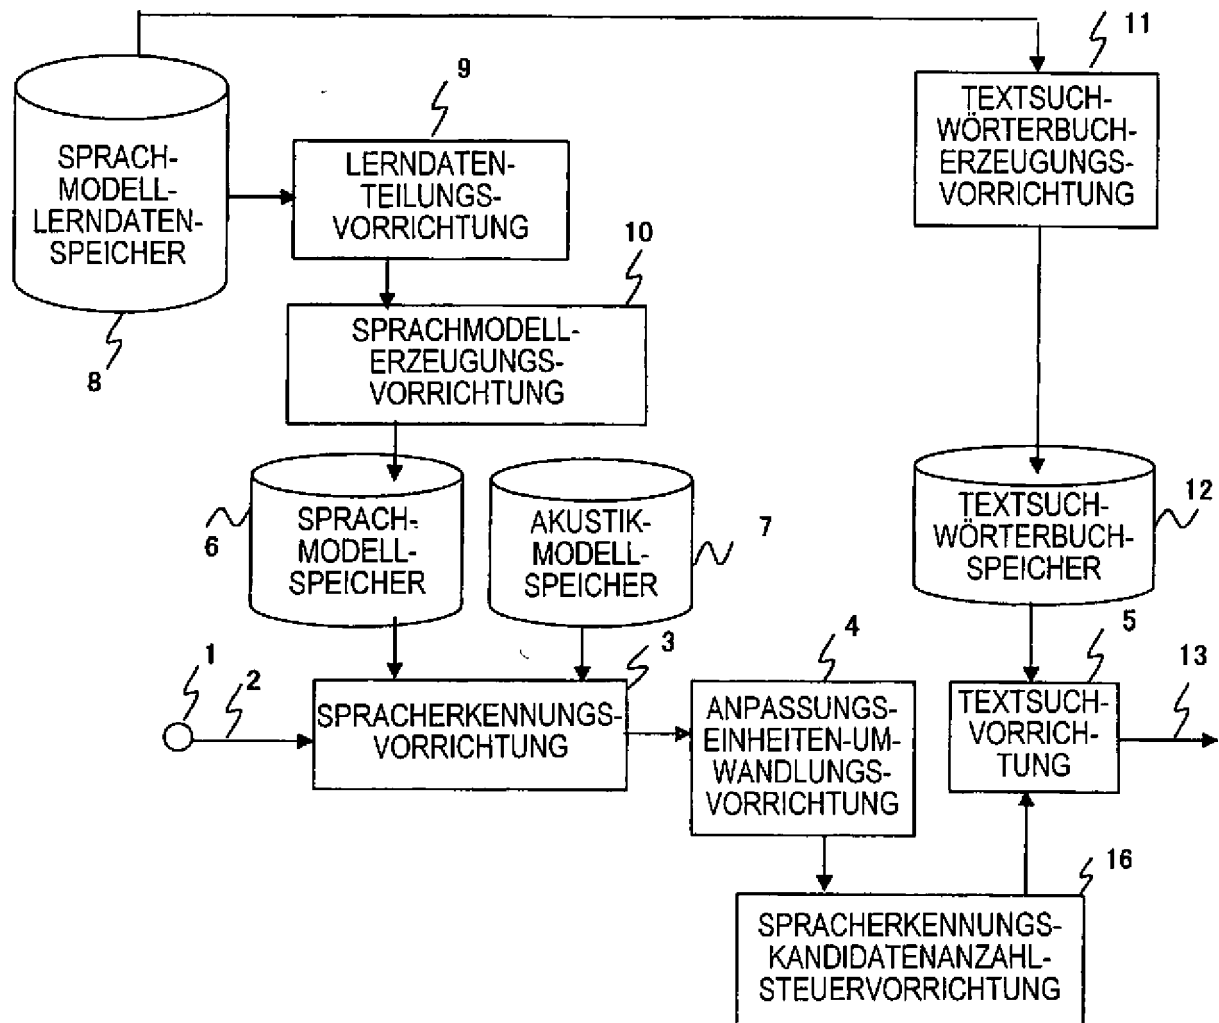 11
9
TEXTSUCH-
WÖRTERBUCH-
ERZEUGUNGS-
VORRICHTUNG
SPRACH-
MODELL-
LERNDATEN-
SPEICHER
LERNDATEN-
TEILUNGS-
VORRICHTUNG
10
8
SPRACHMODELL-
ERZEUGUNGS-
VORRICHTUNG
6
SPRACH-
MODELL-
SPEICHER
AKUSTIK-
MODELL-
SPEICHER
7
TEXTSUCH-
WÖRTERBUCH-
SPEICHER
12
1
2
3
4
5
13
SPRACHERKENNUNGS-
VORRICHTUNG
ANPASSUNGS-
EINHEITEN-UM-
WANDLUNGS-
VORRICHTUNG
TEXTSUCH-
VORRICH-
TUNG
16
SPRACHERKENNUNGS-
KANDIDATENANZAHL-
STEUERVORRICHTUNG